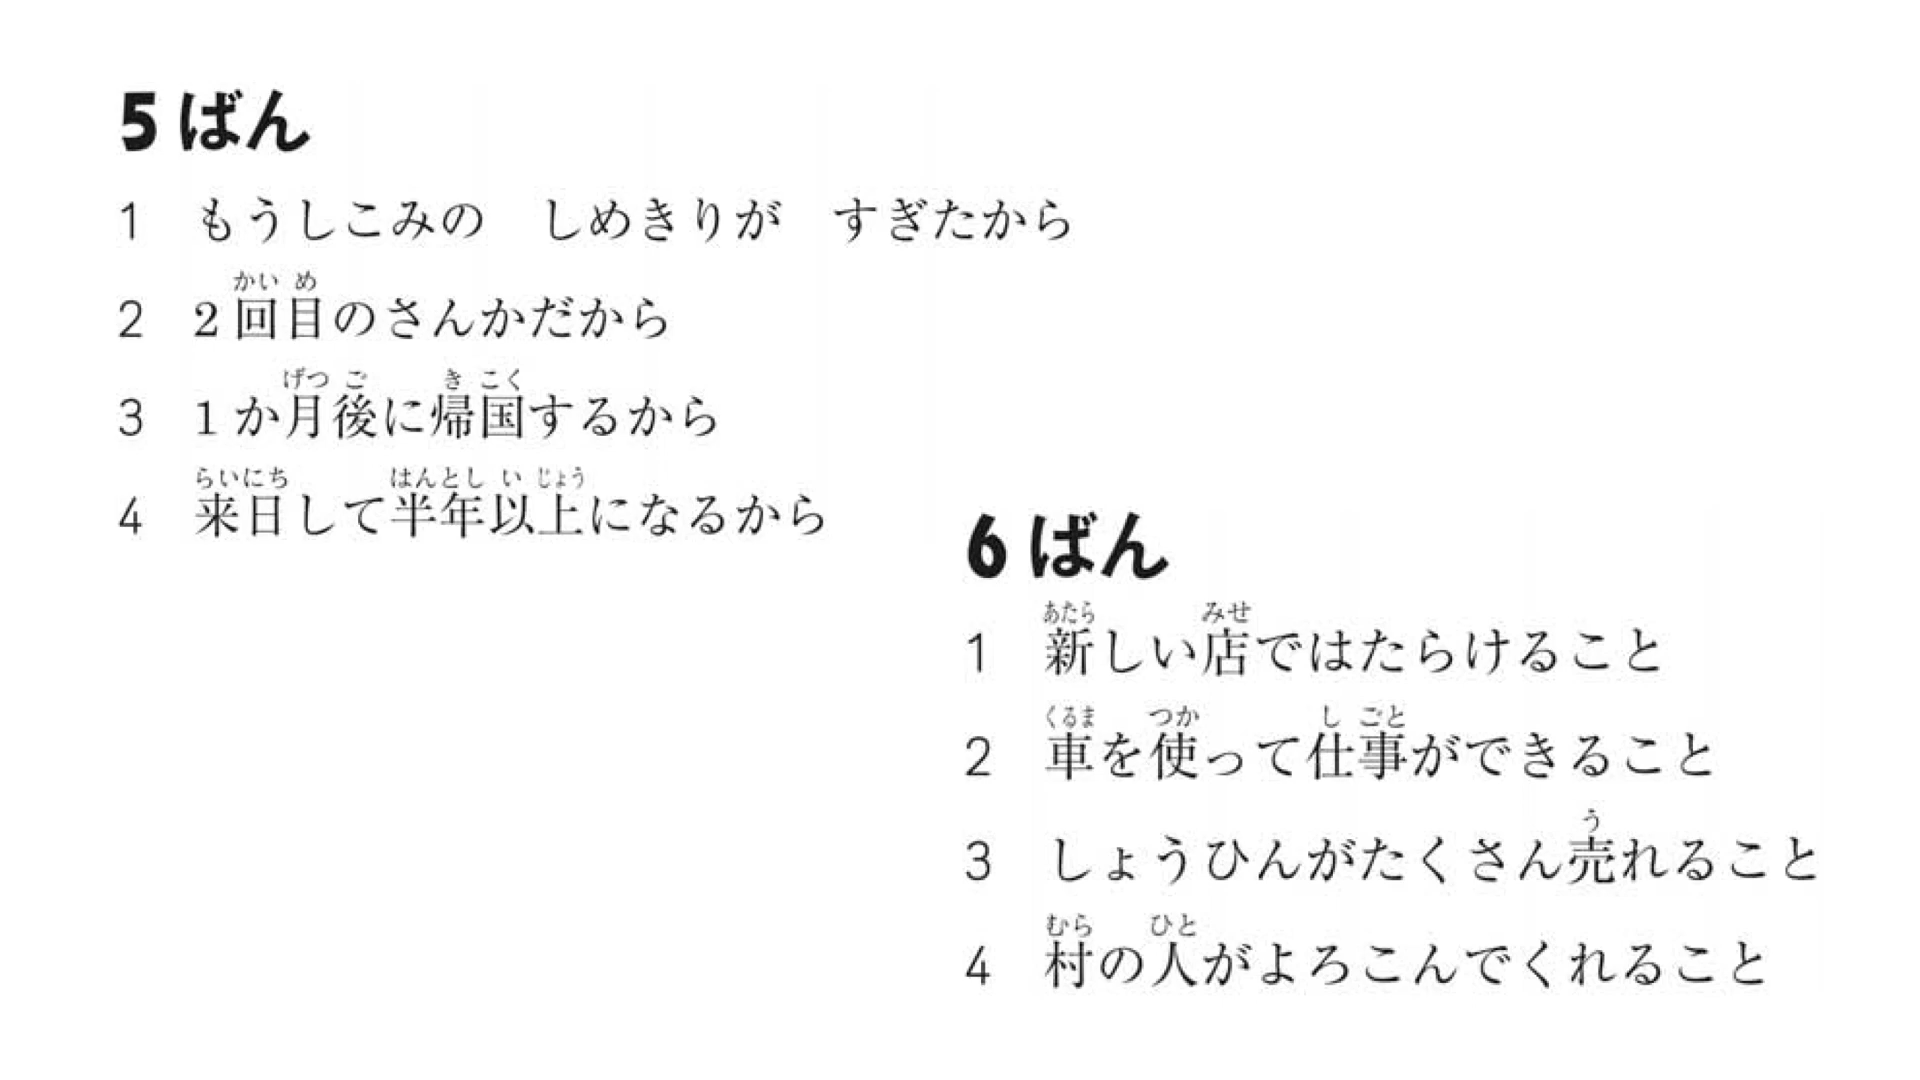 5ばん
1 もうしこみの しめきりが すぎたから
かい め
2 2回目のさんかだから
げつ ご き こく
3 1か月後に帰国するから
らいにち はんとし い じょう
4 来日して半年以上になるから
6ばん
あたら みせ
1 新しい店ではたらけること
くるま つか し ごと
2 車を使って仕事ができること
う
3 しょうひんがたくさん売れること
むら ひと
4 村の人がよろこんでくれること